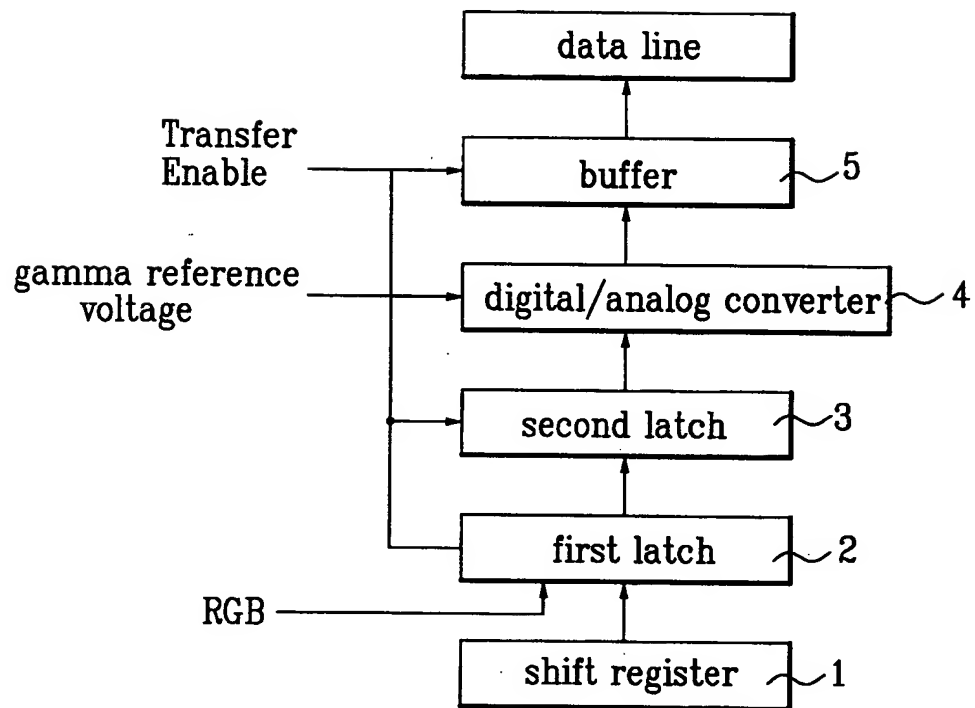 data line
Transfer
Enable
buffer
5
gamma reference
voltage
digital/analog converter
4
second latch
3
first latch
2
RGB
shift register
1